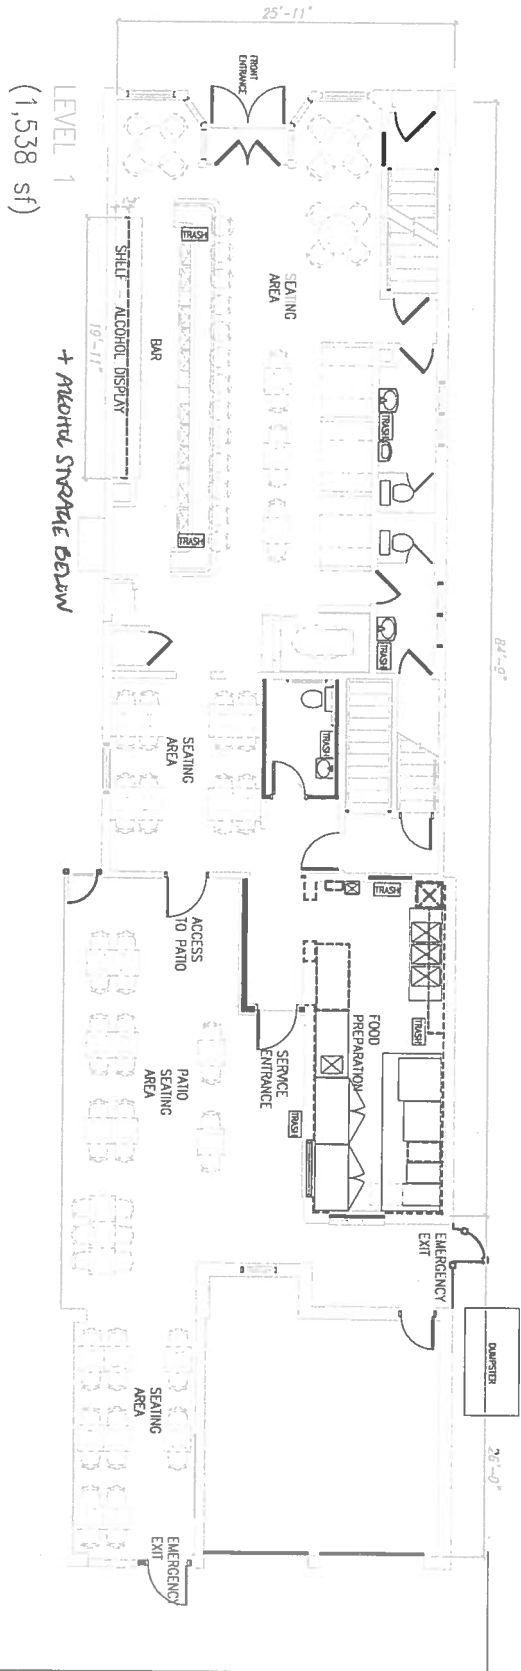 25'-11"
FRONT
ENTRANCE
LEVEL 1
(1,538 sf)
TRASH
SEATING
AREA
BAR
SHELF - ALCOHOL DISPLAY
19'-11"
+ ALCOHOL STORAGE BELOW
TRASH
TRASH
TRASH
84'-9"
SEATING
AREA
TRASH
ACCESS
TO PATIO
TRASH
TRASH
FOOD
PREPARATION
SERVICE
ENTRANCE
TRASH
PATIO
SEATING
AREA
EMERGENCY
EXIT
DUMPSTER
26'-0"
SEATING
AREA
EMERGENCY
EXIT